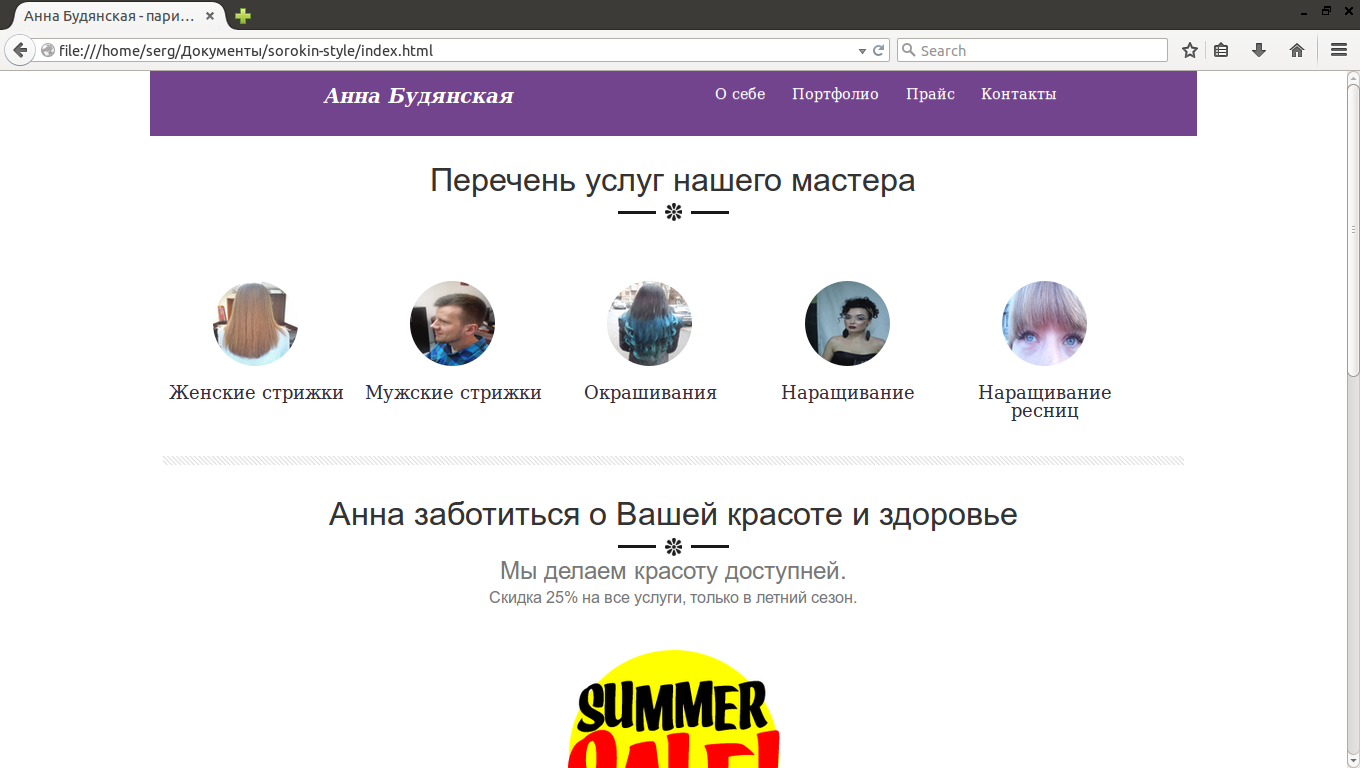 Анна Будянская - пари...
file:///home/serg/Документы/sorokin-style/index.html
Search
Анна Будянская
О себе Портфолио Прайс Контакты
Перечень услуг нашего мастера
Женские стрижки
Мужские стрижки
Окрашивания
Наращивание
Наращивание
ресниц
Анна заботиться о Вашей красоте и здоровье
Мы делаем красоту доступней.
Скидка 25% на все услуги, только в летний сезон.
SUMMER
SALE!